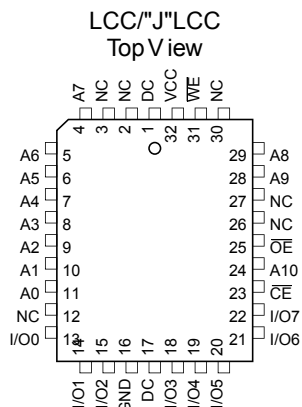 LCC/"J"LCC
Top View
A7 NC NC DC VCC WE NC
4 3 2 1 32 31 30
A6 5 29 A8
A5 6 28 A9
A4 7 27 NC
A3 8 26 NC
A2 9 25 OE
A1 10 24 A10
A0 11 23 CE
NC 12 22 I/O7
I/O0 13 21 I/O6
14 15 16 17 18 19 20
I/O1 I/O2 GND DC I/O3 I/O4 I/O5